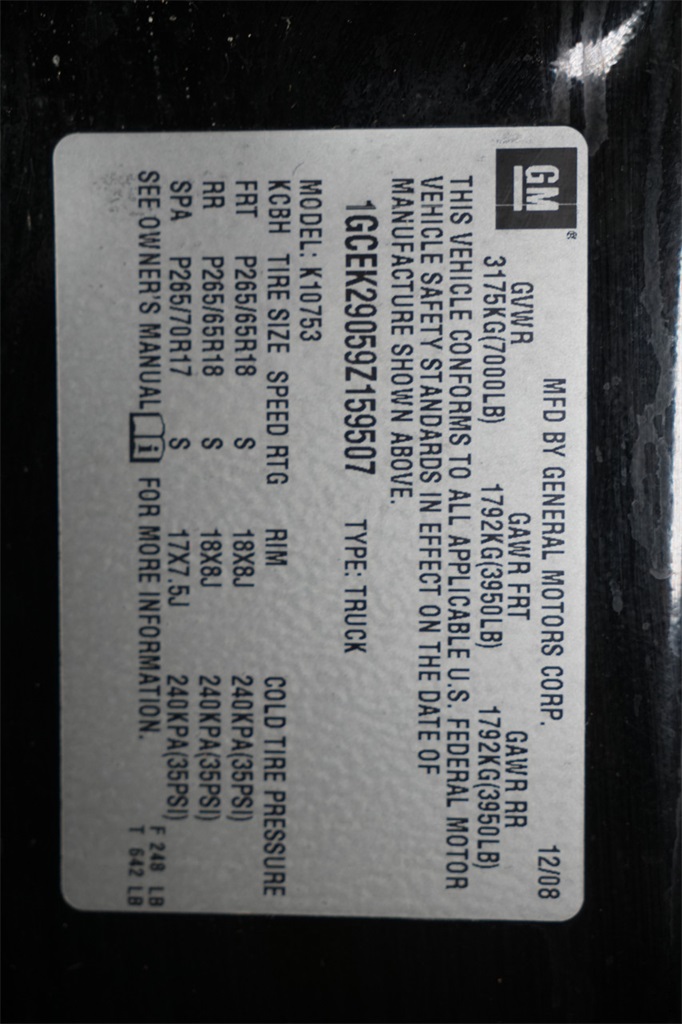 GM®
MFD BY GENERAL MOTORS CORP. 12/08
GVWR GAWR FRT GAWR RR
3175KG(7000LB) 1792KG(3950LB) 1792KG(3950LB)
THIS VEHICLE CONFORMS TO ALL APPLICABLE U.S. FEDERAL MOTOR
VEHICLE SAFETY STANDARDS IN EFFECT ON THE DATE OF
MANUFACTURE SHOWN ABOVE.
1GCEK29059Z159507 TYPE: TRUCK
MODEL: K10753
KCBH TIRE SIZE SPEED RTG RIM COLD TIRE PRESSURE
FRT P265/65R18 S 18X8J 240KPA(35PSI)
RR P265/65R18 S 18X8J 240KPA(35PSI)
SPA P265/70R17 S 17X7.5J 240KPA(35PSI)
SEE OWNER'S MANUAL i FOR MORE INFORMATION.
F 248 LB
T 642 LB